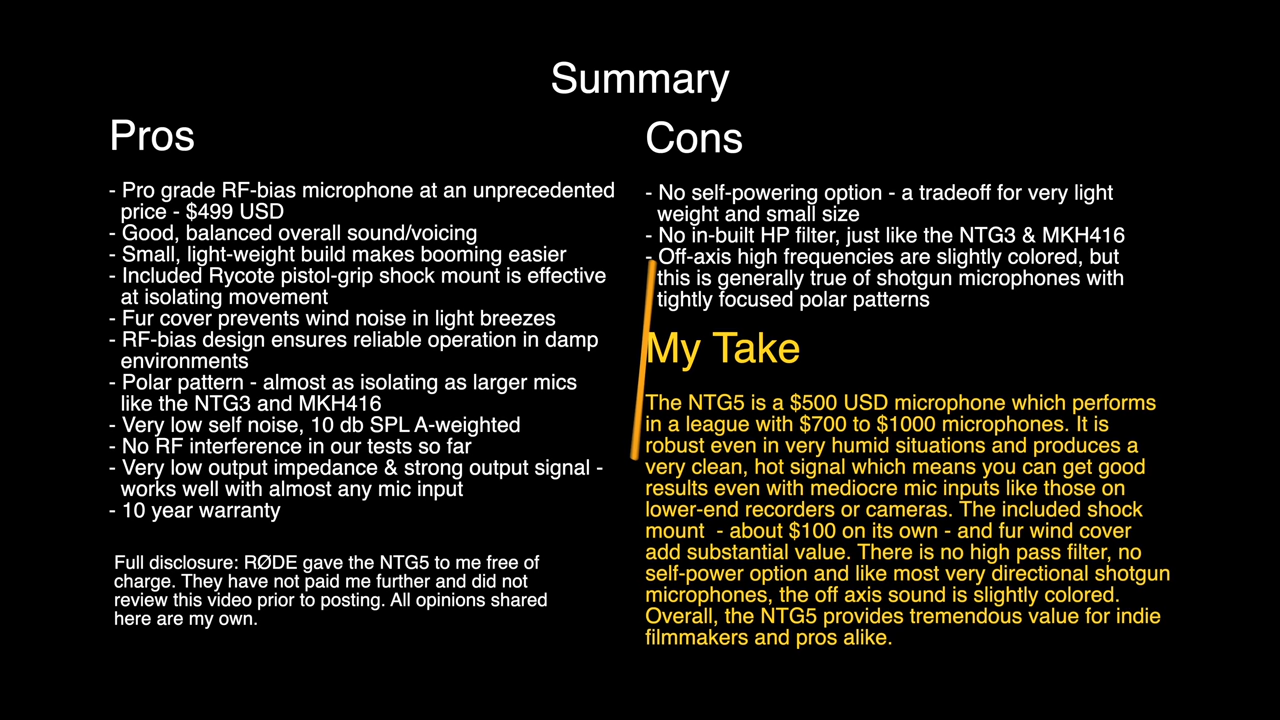 Summary
Pros
- Pro grade RF-bias microphone at an unprecedented
price - $499 USD
- Good, balanced overall sound/voicing
- Small, light-weight build makes booming easier
- Included Rycote pistol-grip shock mount is effective
at isolating movement
- Fur cover prevents wind noise in light breezes
- RF-bias design ensures reliable operation in damp
environments
- Polar pattern - almost as isolating as larger mics
like the NTG3 and MKH416
- Very low self noise, 10 db SPL A-weighted
- No RF interference in our tests so far
- Very low output impedance & strong output signal -
works well with almost any mic input
- 10 year warranty
Full disclosure: RØDE gave the NTG5 to me free of
charge. They have not paid me further and did not
review this video prior to posting. All opinions shared
here are my own.
Cons
- No self-powering option - a tradeoff for very light
weight and small size
- No in-built HP filter, just like the NTG3 & MKH416
- Off-axis high frequencies are slightly colored, but
this is generally true of shotgun microphones with
tightly focused polar patterns
My Take
The NTG5 is a $500 USD microphone which performs
in a league with $700 to $1000 microphones. It is
robust even in very humid situations and produces a
very clean, hot signal which means you can get good
results even with mediocre mic inputs like those on
lower-end recorders or cameras. The included shock
mount  - about $100 on its own - and fur wind cover
add substantial value. There is no high pass filter, no
self-power option and like most very directional shotgun
microphones, the off axis sound is slightly colored.
Overall, the NTG5 provides tremendous value for indie
filmmakers and pros alike.